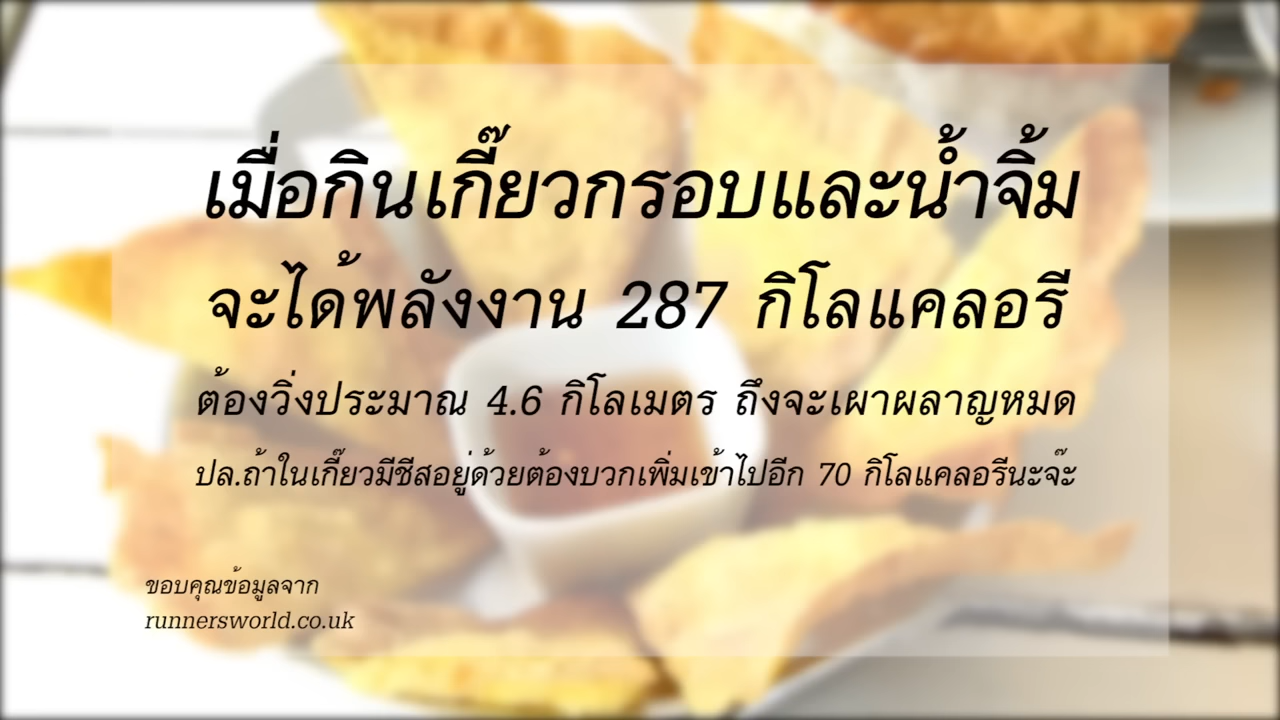 เมื่อกินเกี๊ยวกรอบและน้ำจิ้ม
จะได้พลังงาน 287 กิโลแคลอรี
ต้องวิ่งประมาณ 4.6 กิโลเมตร ถึงจะเผาผลาญหมด
ปล.ถ้าในเกี๊ยวมีชีสอยู่ด้วยต้องบวกเพิ่มเข้าไปอีก 70 กิโลแคลอรีนะจ๊ะ
ขอบคุณข้อมูลจาก
runnersworld.co.uk